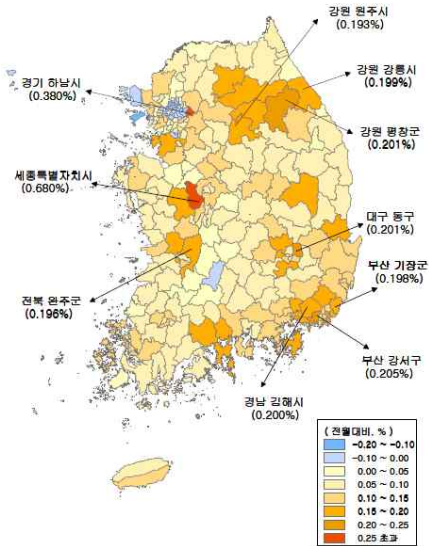 강원 원주시
(0.193%)
강원 강릉시
(0.199%)
경기 하남시
(0.380%)
강원 평창군
(0.201%)
세종특별자치시
(0.680%)
대구 동구
(0.201%)
부산 기장군
(0.198%)
전북 완주군
(0.196%)
부산 강서구
(0.205%)
경남 김해시
(0.200%)
( 전월대비, % )
-0.20 ~ -0.10
-0.10 ~ 0.00
0.00 ~ 0.05
0.05 ~ 0.10
0.10 ~ 0.15
0.15 ~ 0.20
0.20 ~ 0.25
0.25 초과